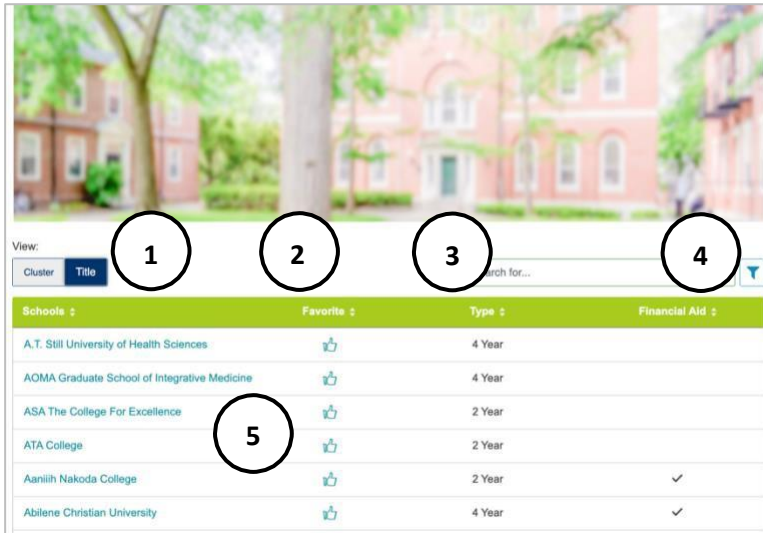 View:
1 2 3 4
Cluster Title arch for...
Schools Favorite Type Financial Aid
A.T. Still University of Health Sciences 4 Year
AOMA Graduate School of Integrative Medicine 4 Year
ASA The College For Excellence 2 Year
5
ATA College 2 Year
Aaniiih Nakoda College 2 Year
Abilene Christian University 4 Year